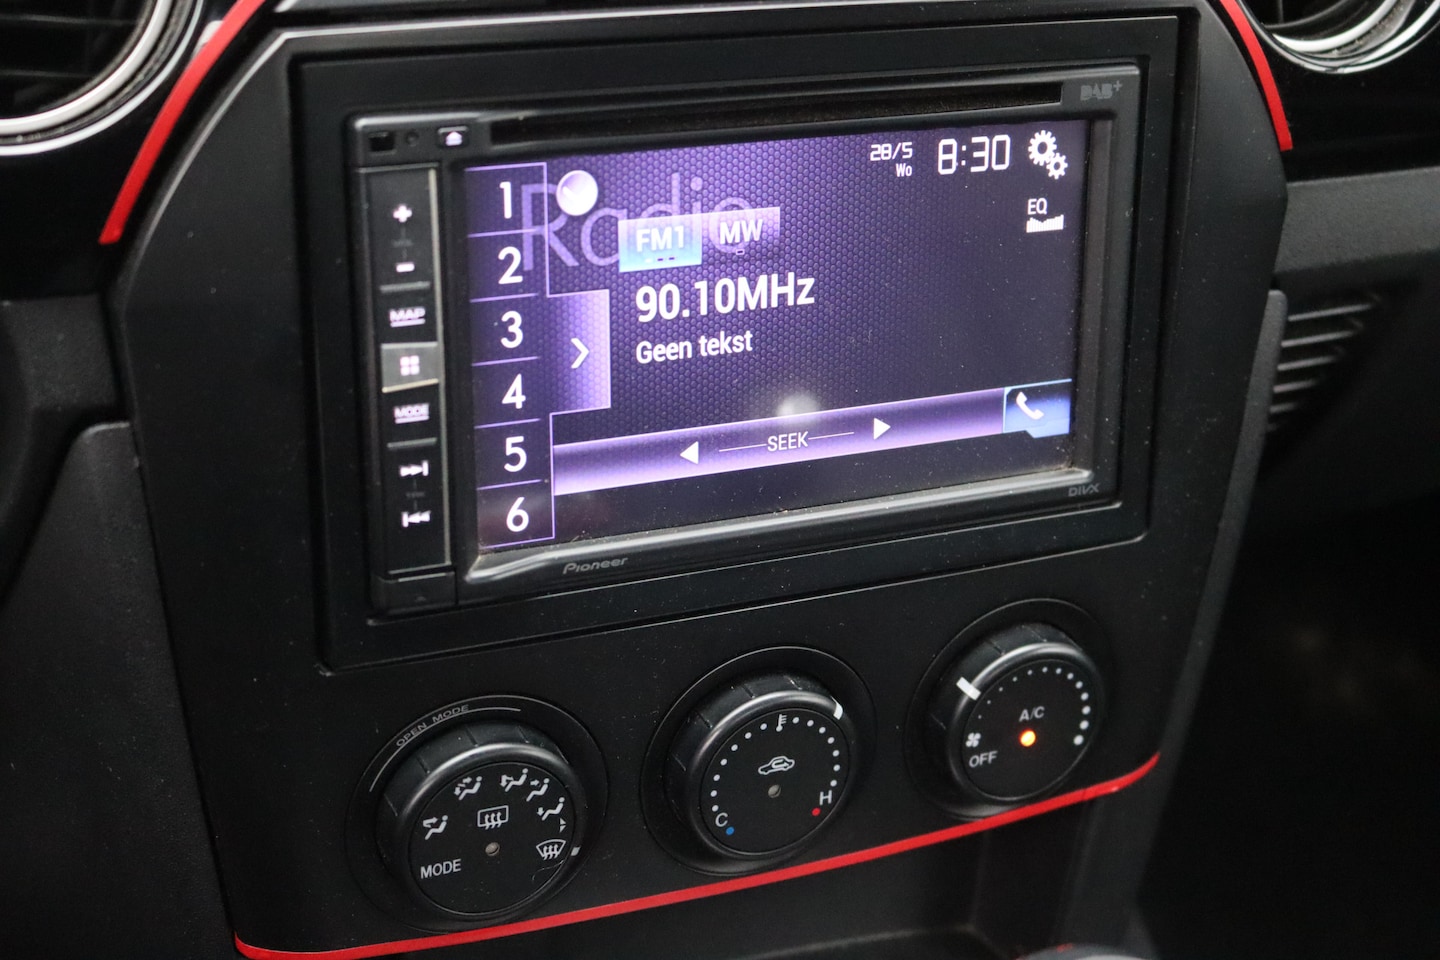 DAB+
28/5
Wo
8:30
Radio
EQ
FM1
MW
90.10MHz
Geen tekst
SEEK
1
2
3
4
5
6
+
-
MAP
MODE
DivX
Pioneer
OPEN MODE
MODE
C
H
A/C
OFF